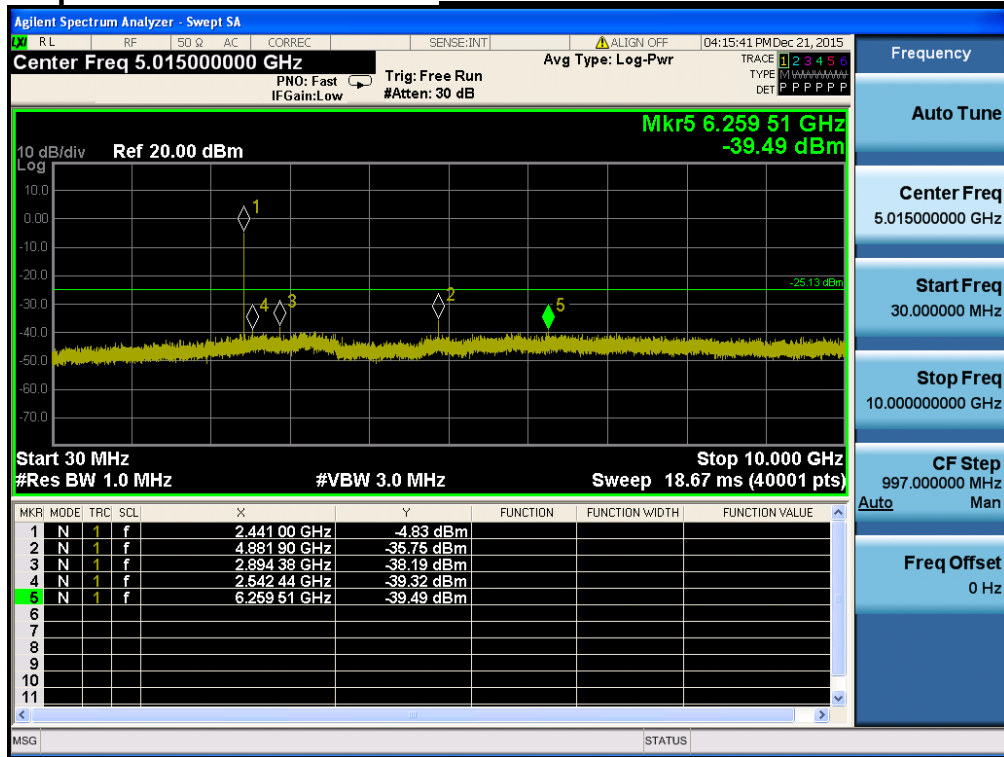 Agilent Spectrum Analyzer - Swept SA
LXI RL RF 50 Ω AC CORREC SENSE:INT ALIGN OFF 04:15:41 PM Dec 21, 2015
Center Freq 5.015000000 GHz Avg Type: Log-Pwr TRACE 1 2 3 4 5 6
PNO: Fast Trig: Free Run TYPE M W W W W W
IFGain:Low #Atten: 30 dB DET P P P P P P
Mkr5 6.259 51 GHz
10 dB/div Ref 20.00 dBm -39.49 dBm
Log
10.0
1
0.00
-10.0
-20.0
-25.13 dBm
-30.0
4 3 2 5
-40.0
-50.0
-60.0
-70.0
Start 30 MHz Stop 10.000 GHz
#Res BW 1.0 MHz #VBW 3.0 MHz Sweep 18.67 ms (40001 pts)
MKR MODE TRC SCL X Y FUNCTION FUNCTION WIDTH FUNCTION VALUE
1 N 1 f 2.441 00 GHz -4.83 dBm
2 N 1 f 4.881 90 GHz -35.75 dBm
3 N 1 f 2.894 38 GHz -38.19 dBm
4 N 1 f 2.542 44 GHz -39.32 dBm
5 N 1 f 6.259 51 GHz -39.49 dBm
6
7
8
9
10
11
MSG STATUS
Frequency
Auto Tune
Center Freq
5.015000000 GHz
Start Freq
30.000000 MHz
Stop Freq
10.000000000 GHz
CF Step
997.000000 MHz
Auto Man
Freq Offset
0 Hz